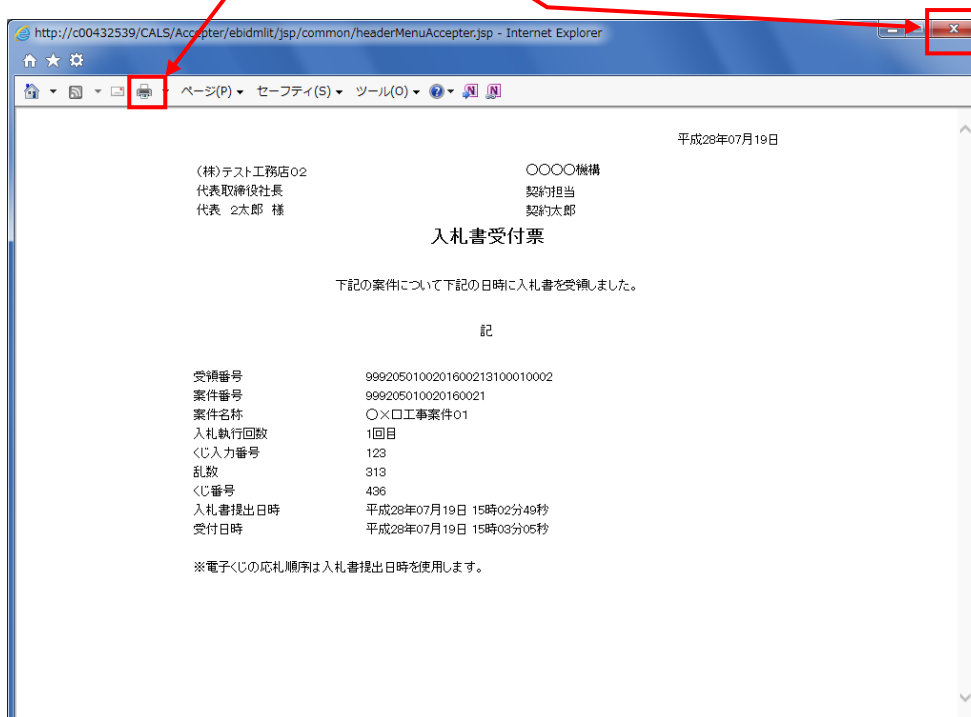 http://c00432539/CALS/Accepter/ebidmlit/jsp/common/headerMenuAccepter.jsp - Internet Explorer
ページ(P) セーフティ(S) ツール(O)
平成28年07月19日
(株)テスト工務店02 ○○○○機構
代表取締役社長 契約担当
代表 2太郎 様 契約太郎
入札書受付票
下記の案件について下記の日時に入札書を受領しました。
記
受領番号 9992050100201600213100010002
案件番号 999205010020160021
案件名称 ○×口工事案件01
入札執行回数 1回目
くじ入力番号 123
乱数 313
くじ番号 436
入札書提出日時 平成28年07月19日 15時02分49秒
受付日時 平成28年07月19日 15時03分05秒
※電子くじの応札順序は入札書提出日時を使用します。